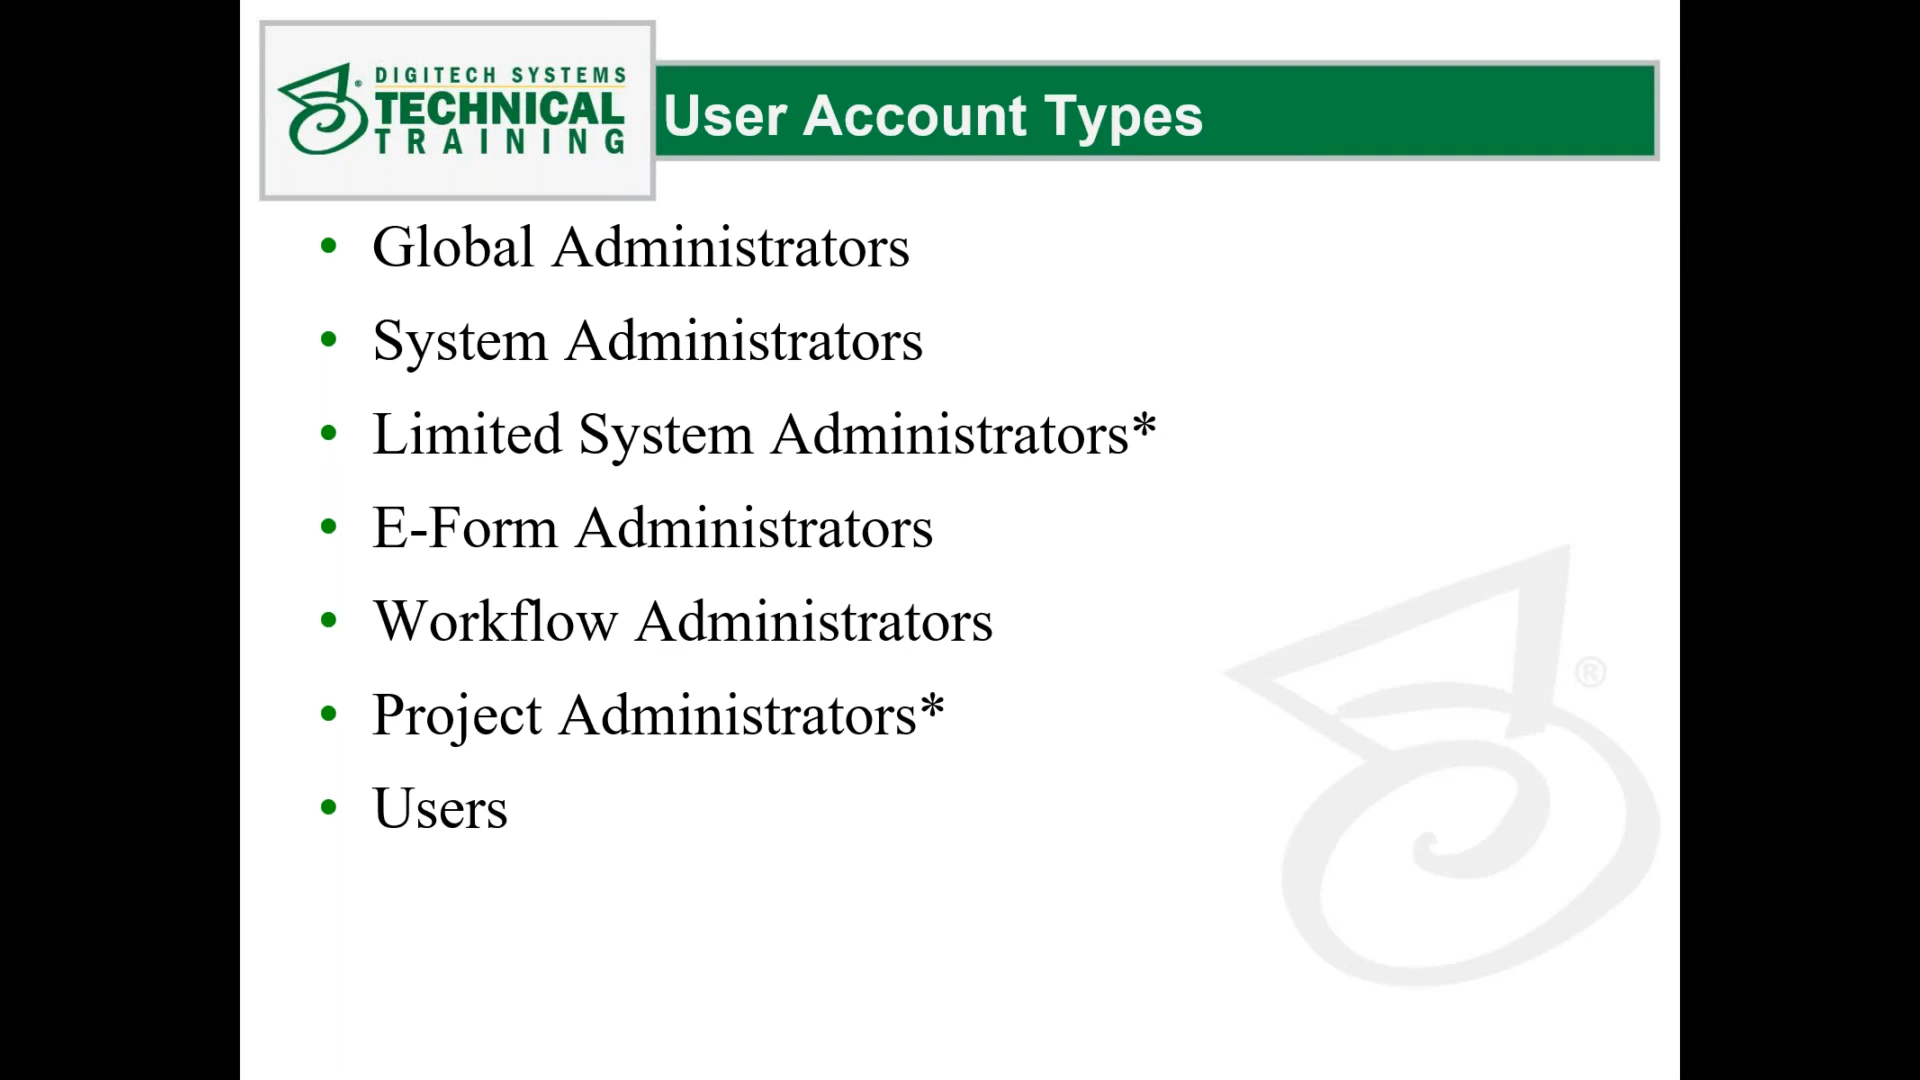 DIGITECH SYSTEMS
TECHNICAL
TRAINING
®
User Account Types
• Global Administrators
• System Administrators
• Limited System Administrators*
• E-Form Administrators
• Workflow Administrators
• Project Administrators*
• Users
®